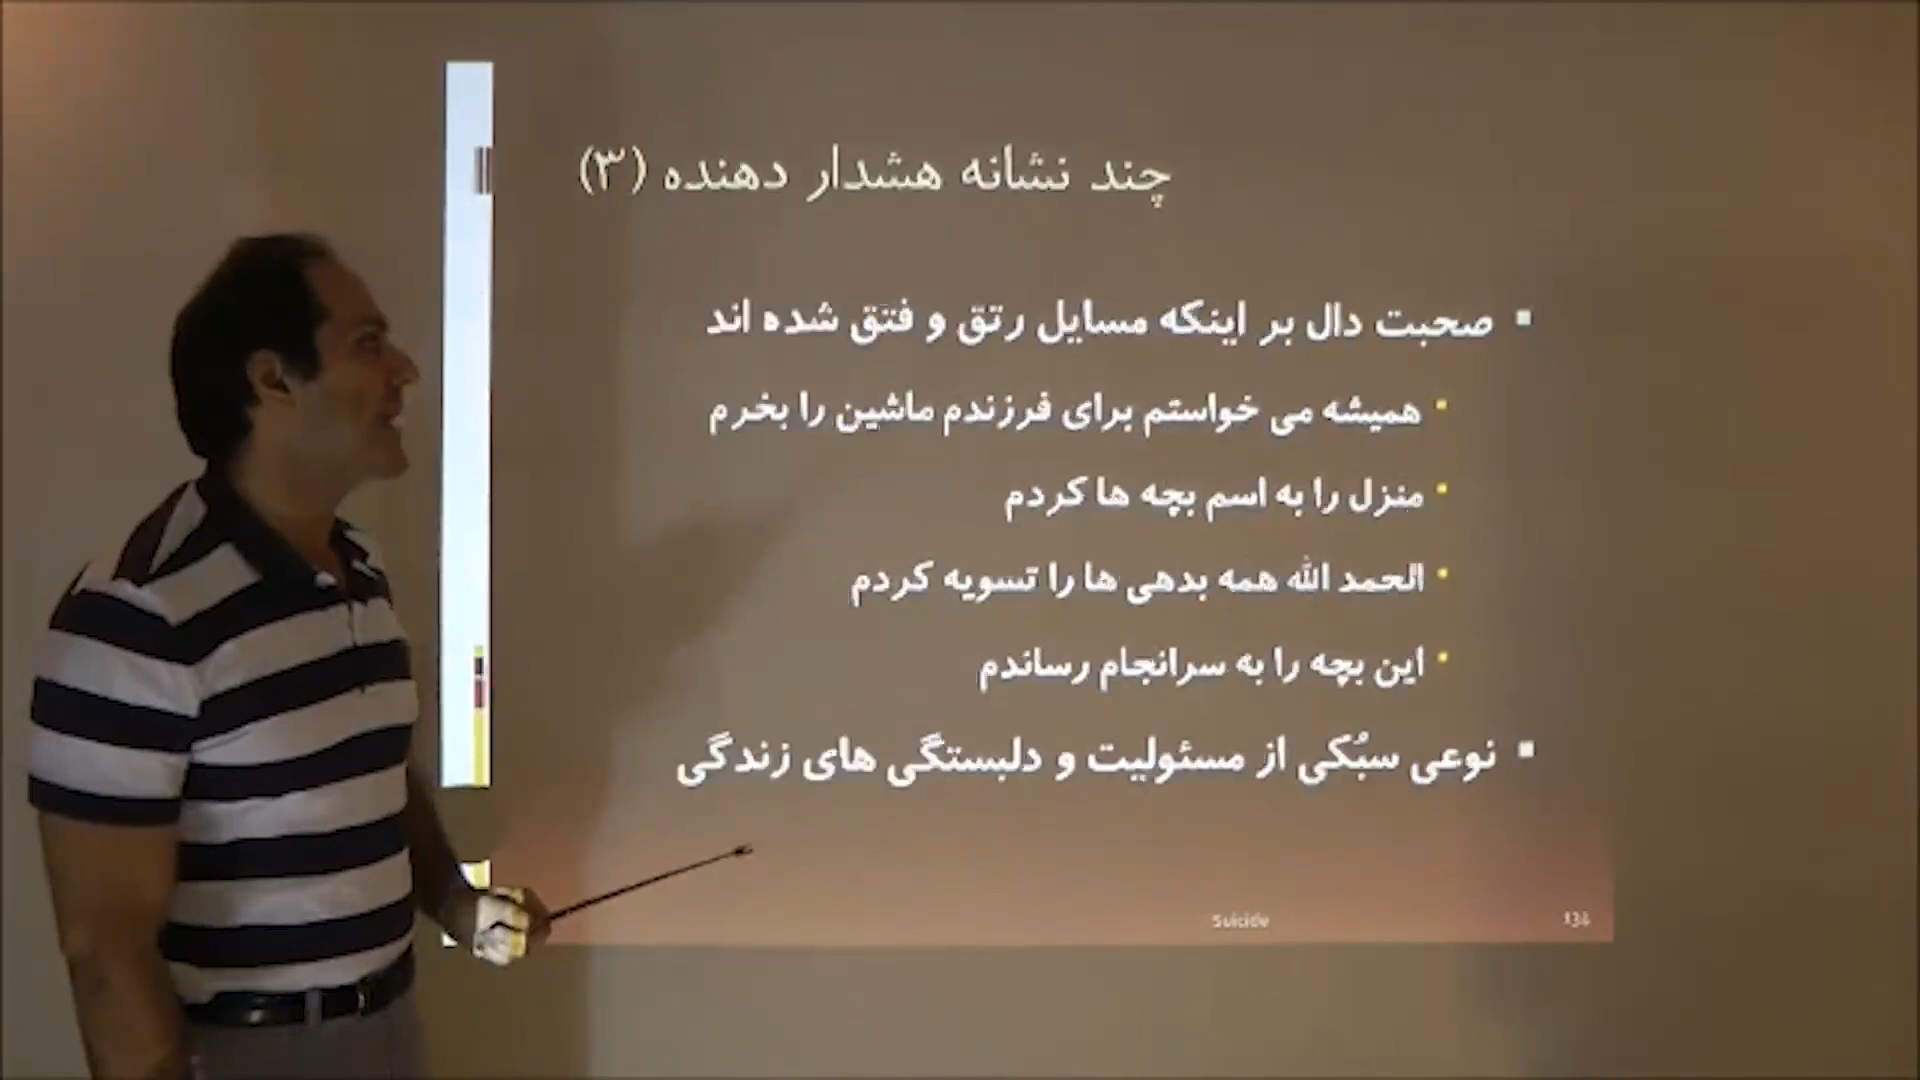 چند نشانه هشدار دهنده (۳)
▪ صحبت دال بر اینکه مسایل رتق و فتق شده اند
• همیشه می خواستم برای فرزندم ماشین را بخرم
• منزل را به اسم بچه ها کردم
• الحمد الله همه بدهی ها را تسویه کردم
• این بچه را به سرانجام رساندم
▪ نوعی سبُکی از مسئولیت و دلبستگی های زندگی
Suicide